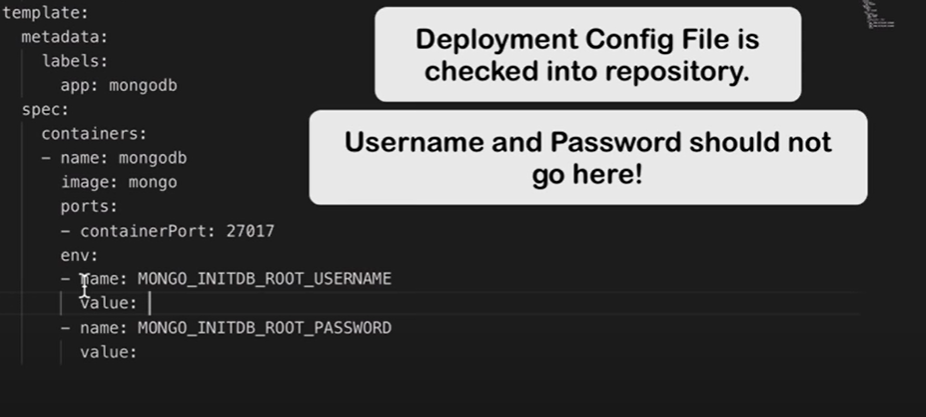 template:
metadata:
labels:
app: mongodb
spec:
containers:
- name: mongodb
image: mongo
ports:
- containerPort: 27017
env:
- name: MONGO_INITDB_ROOT_USERNAME
value:
- name: MONGO_INITDB_ROOT_PASSWORD
value:
Deployment Config File is
checked into repository.
Username and Password should not
go here!